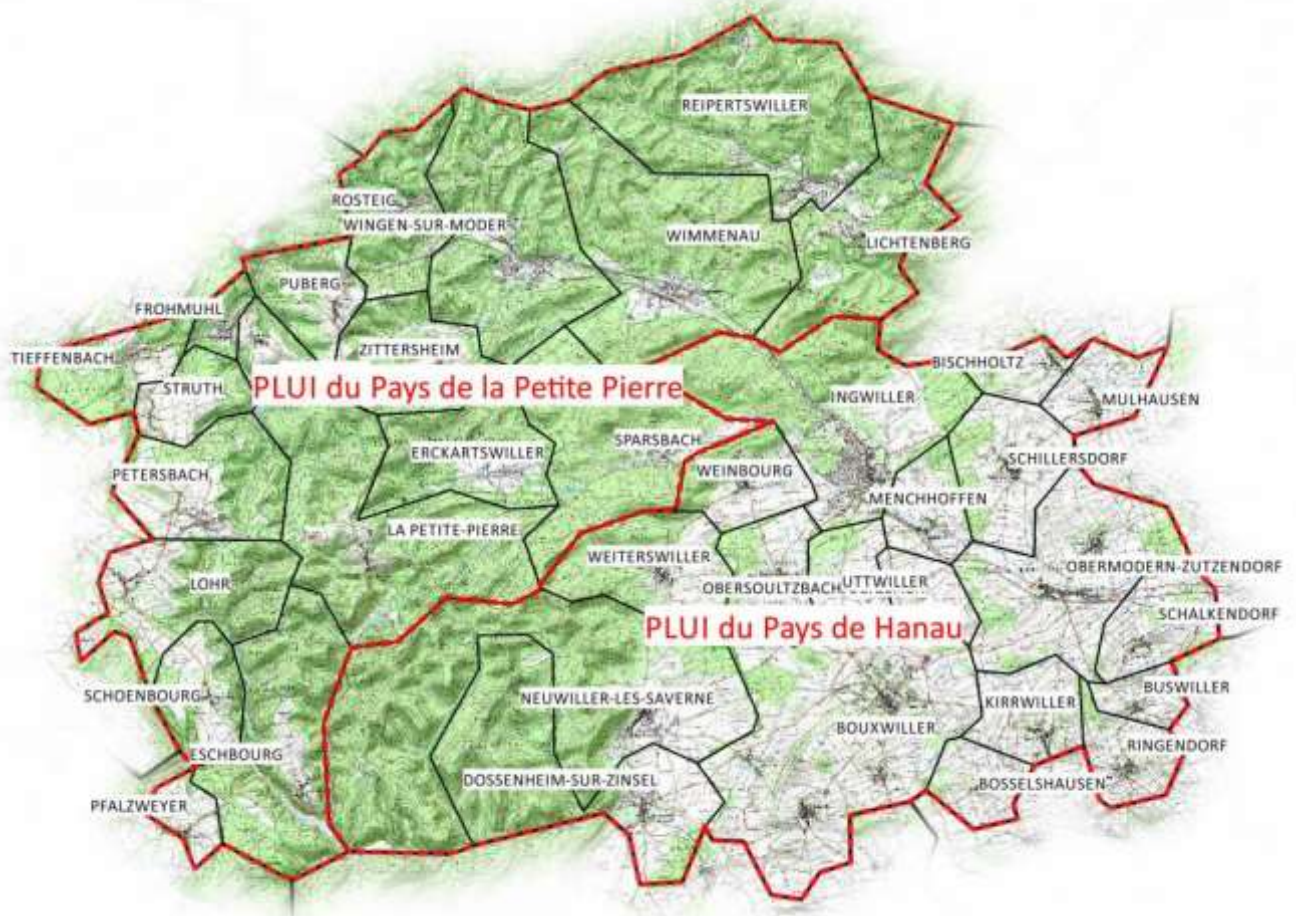 REIPERTSWILLER
ROSTEIG
WINGEN-SUR-MODER
WIMMENAU
LICHTENBERG
PUBERG
FROHMUHL
TIEFFENBACH
ZITTERSHEIM
BISCHHOLTZ
STRUTH
PLUI du Pays de la Petite Pierre
INGWILLER
MULHAUSEN
SPARSBACH
ERCKARTSWILLER
SCHILLERSDORF
PETERSBACH
WEINBOURG
MENCHHOFFEN
LA PETITE-PIERRE
WEITERSWILLER
OBERMODERN-ZUTZENDORF
LOHR
OBERSOULTZBACH
UTTWILLER
SCHALKENDORF
PLUI du Pays de Hanau
SCHOENBOURG
NEUWILLER-LES-SAVERNE
BUSWILLER
KIRRWILLER
BOUXWILLER
RINGENDORF
ESCHBOURG
DOSSENHEIM-SUR-ZINSEL
BOSSELSHAUSEN
PFALZWEYER